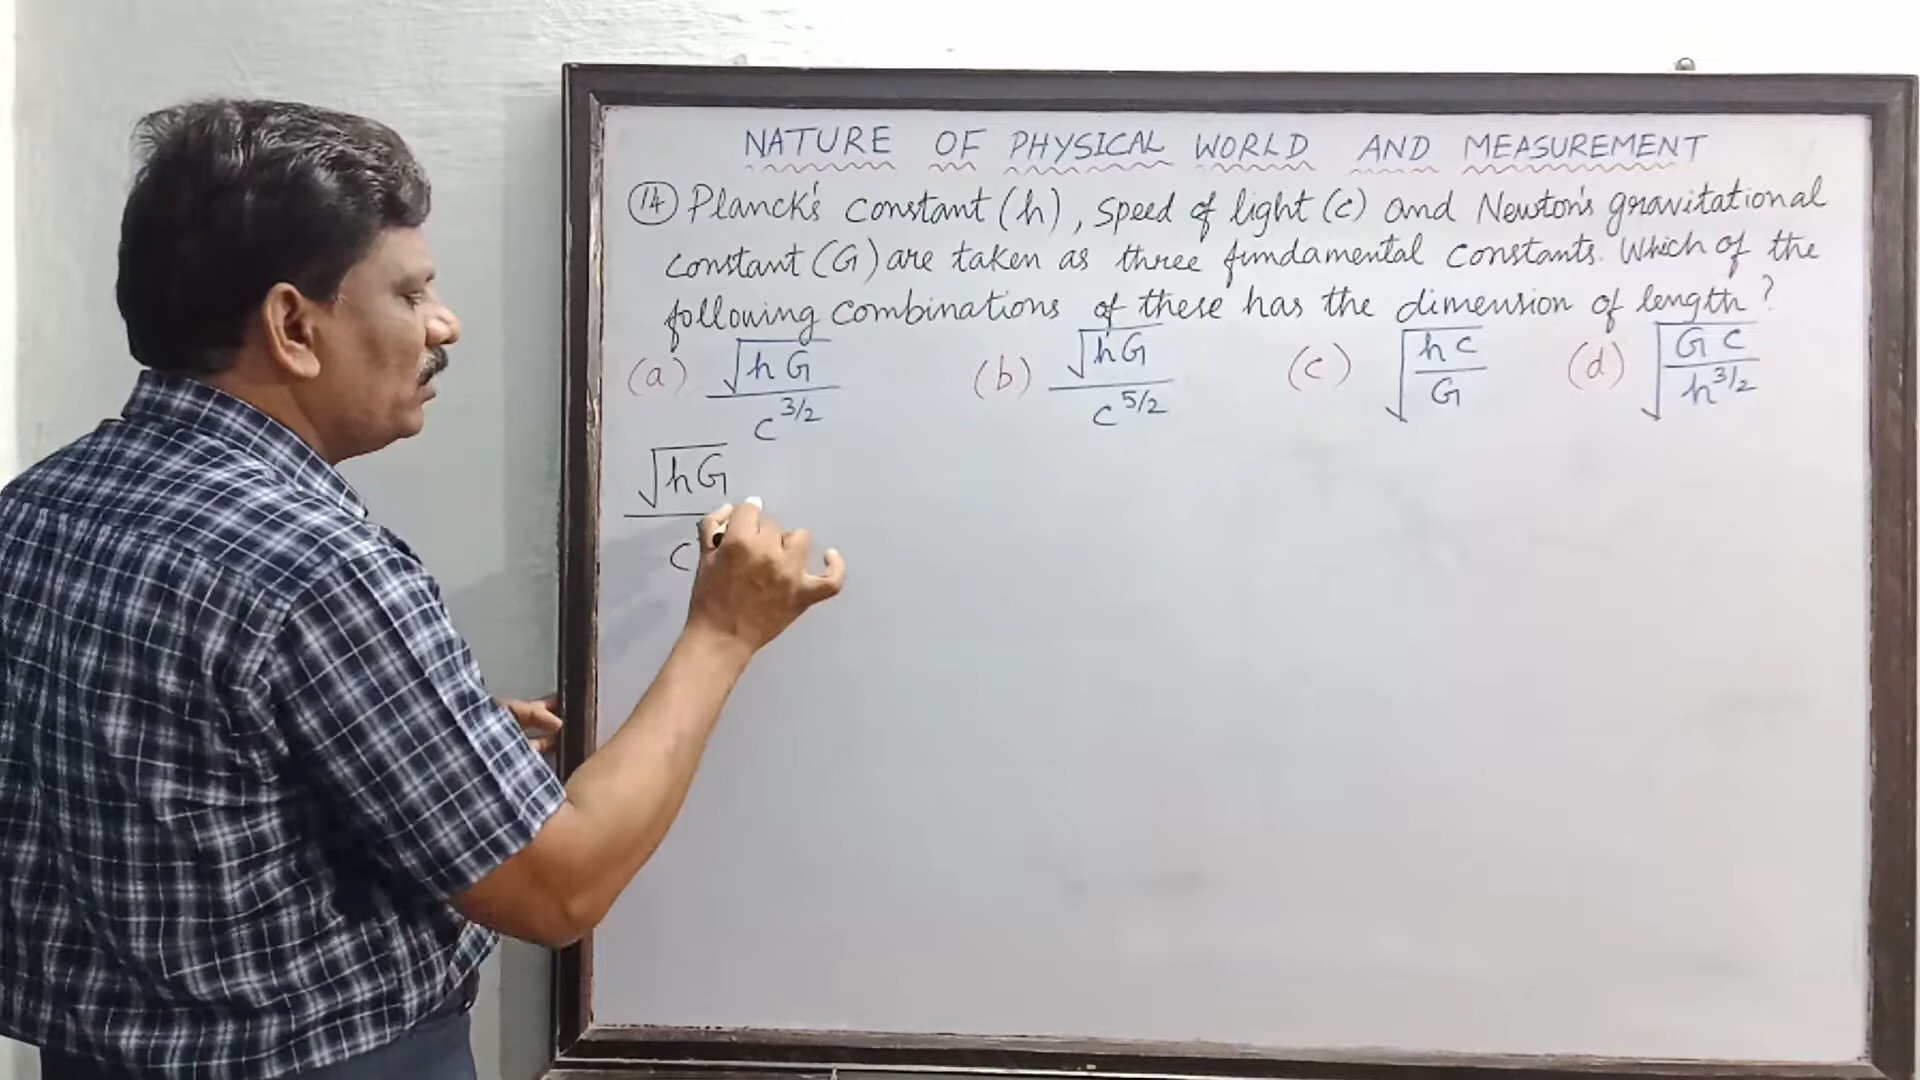 NATURE OF PHYSICAL WORLD AND MEASUREMENT
(14) Planck's constant (h), speed of light (c) and Newton's gravitational
constant (G) are taken as three fundamental constants. Which of the
following combinations of these has the dimension of length?
(a) √hG / c^3/2 (b) √hG / c^5/2 (c) √(hc / G) (d) √(Gc / h^3/2)
√hG
c